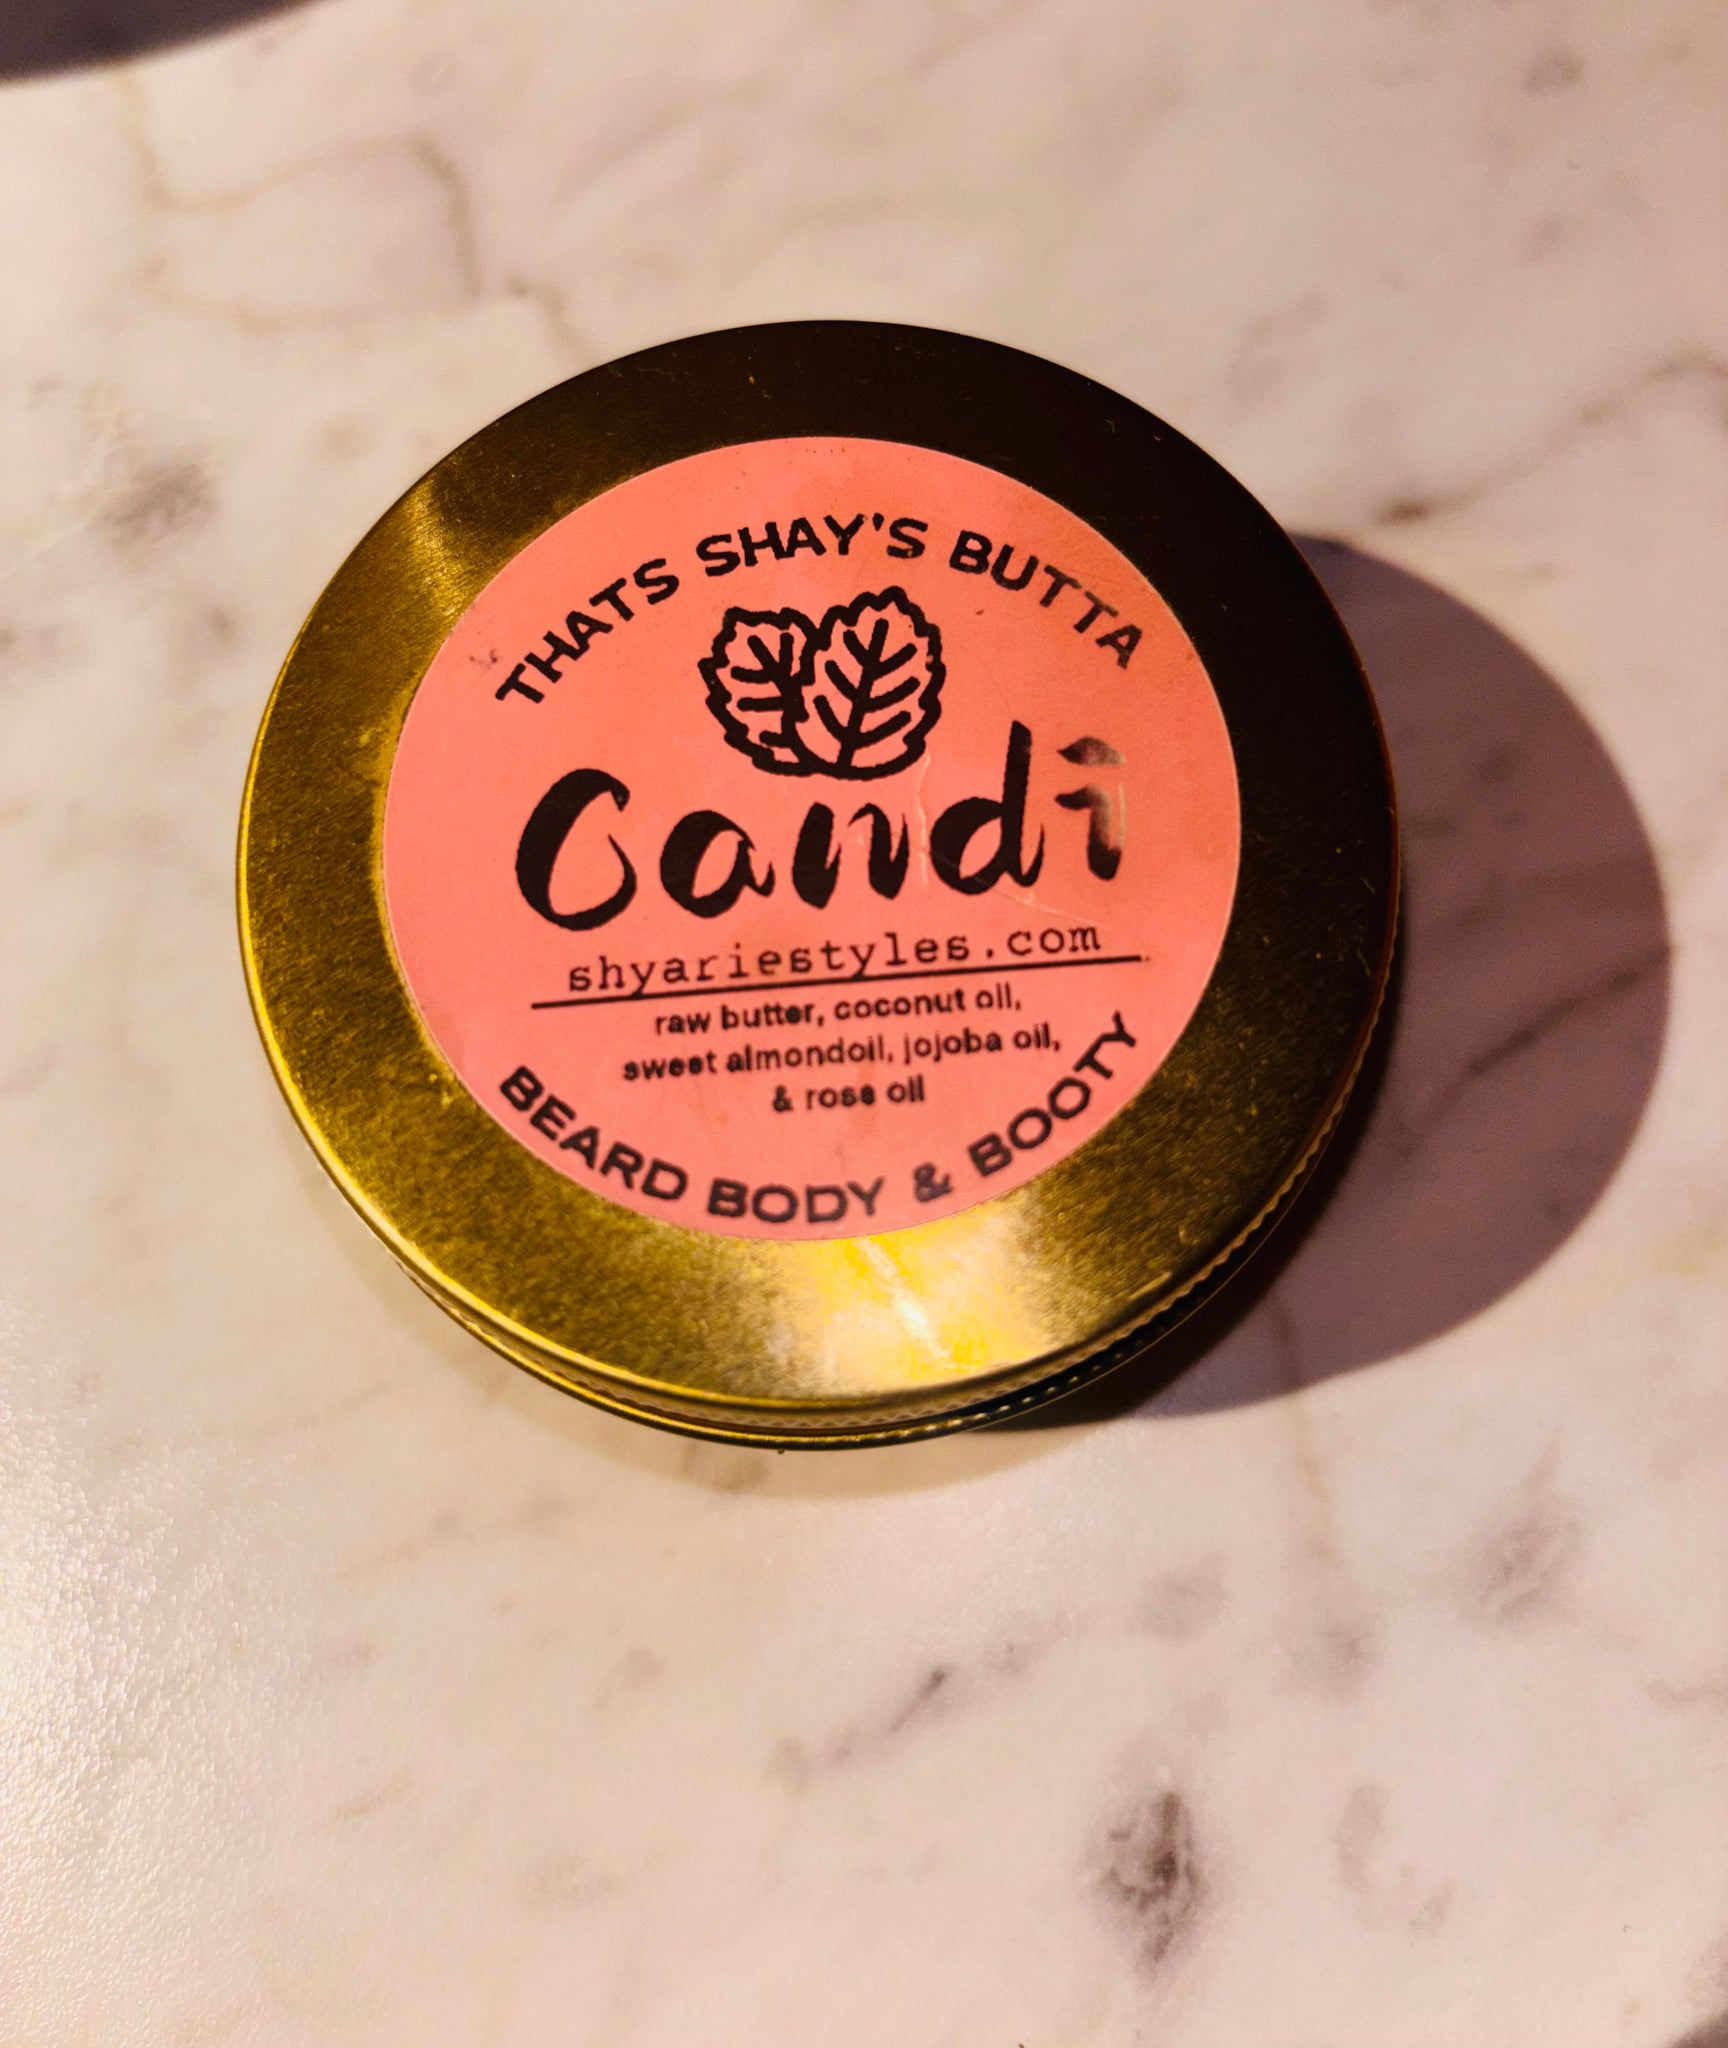 THATS SHAY'S BUTTA
Candi
shyariestyles.com
raw butter, coconut oil,
sweet almondoil, jojoba oil,
& rose oil
BEARD BODY & BOOTY